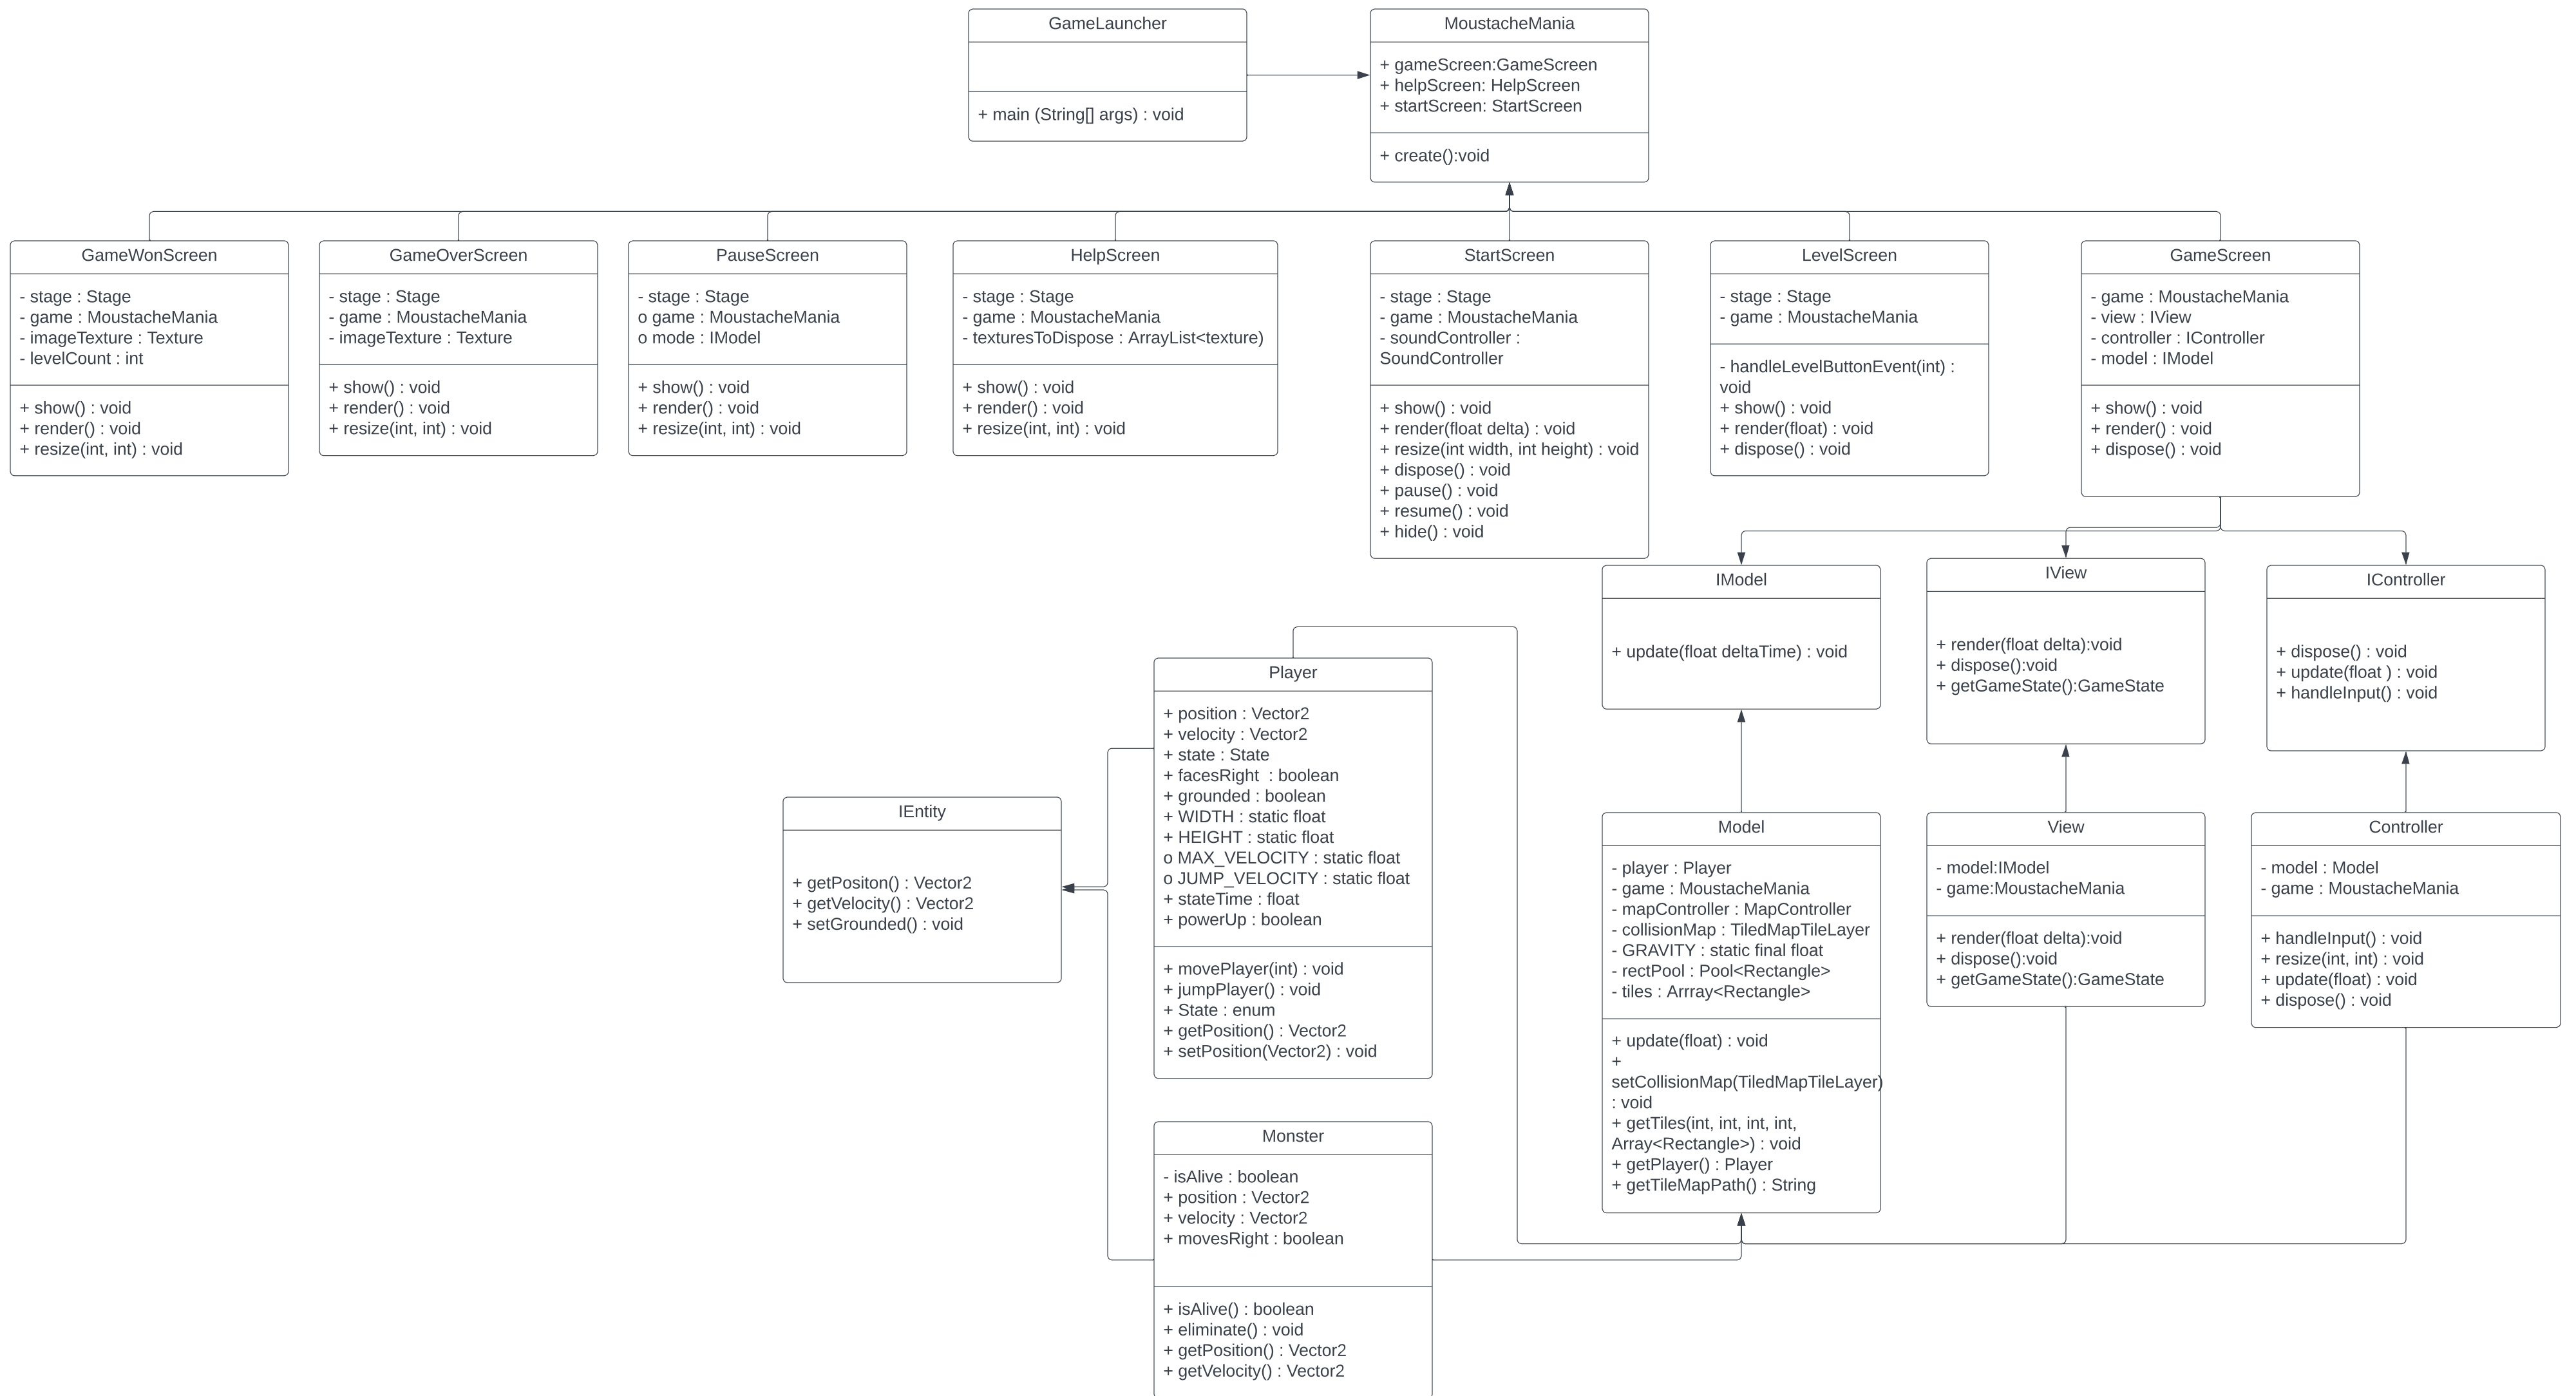 GameLauncher
+ main (String[] args) : void
MoustacheMania
+ gameScreen:GameScreen
+ helpScreen: HelpScreen
+ startScreen: StartScreen
+ create():void
GameWonScreen
- stage : Stage
- game : MoustacheMania
- imageTexture : Texture
- levelCount : int
+ show() : void
+ render() : void
+ resize(int, int) : void
GameOverScreen
- stage : Stage
- game : MoustacheMania
- imageTexture : Texture
+ show() : void
+ render() : void
+ resize(int, int) : void
PauseScreen
- stage : Stage
o game : MoustacheMania
o mode : IModel
+ show() : void
+ render() : void
+ resize(int, int) : void
HelpScreen
- stage : Stage
- game : MoustacheMania
- texturesToDispose : ArrayList<texture)
+ show() : void
+ render() : void
+ resize(int, int) : void
StartScreen
- stage : Stage
- game : MoustacheMania
- soundController :
SoundController
+ show() : void
+ render(float delta) : void
+ resize(int width, int height) : void
+ dispose() : void
+ pause() : void
+ resume() : void
+ hide() : void
LevelScreen
- stage : Stage
- game : MoustacheMania
- handleLevelButtonEvent(int) :
void
+ show() : void
+ render(float) : void
+ dispose() : void
GameScreen
- game : MoustacheMania
- view : IView
- controller : IController
- model : IModel
+ show() : void
+ render() : void
+ dispose() : void
IModel
+ update(float deltaTime) : void
IView
+ render(float delta):void
+ dispose():void
+ getGameState():GameState
IController
+ dispose() : void
+ update(float ) : void
+ handleInput() : void
Player
+ position : Vector2
+ velocity : Vector2
+ state : State
+ facesRight  : boolean
+ grounded : boolean
+ WIDTH : static float
+ HEIGHT : static float
o MAX_VELOCITY : static float
o JUMP_VELOCITY : static float
+ stateTime : float
+ powerUp : boolean
+ movePlayer(int) : void
+ jumpPlayer() : void
+ State : enum
+ getPosition() : Vector2
+ setPosition(Vector2) : void
IEntity
+ getPositon() : Vector2
+ getVelocity() : Vector2
+ setGrounded() : void
Model
- player : Player
- game : MoustacheMania
- mapController : MapController
- collisionMap : TiledMapTileLayer
- GRAVITY : static final float
- rectPool : Pool<Rectangle>
- tiles : Arrray<Rectangle>
+ update(float) : void
+
setCollisionMap(TiledMapTileLayer)
: void
+ getTiles(int, int, int, int,
Array<Rectangle>) : void
+ getPlayer() : Player
+ getTileMapPath() : String
View
- model:IModel
- game:MoustacheMania
+ render(float delta):void
+ dispose():void
+ getGameState():GameState
Controller
- model : Model
- game : MoustacheMania
+ handleInput() : void
+ resize(int, int) : void
+ update(float) : void
+ dispose() : void
Monster
- isAlive : boolean
+ position : Vector2
+ velocity : Vector2
+ movesRight : boolean
+ isAlive() : boolean
+ eliminate() : void
+ getPosition() : Vector2
+ getVelocity() : Vector2